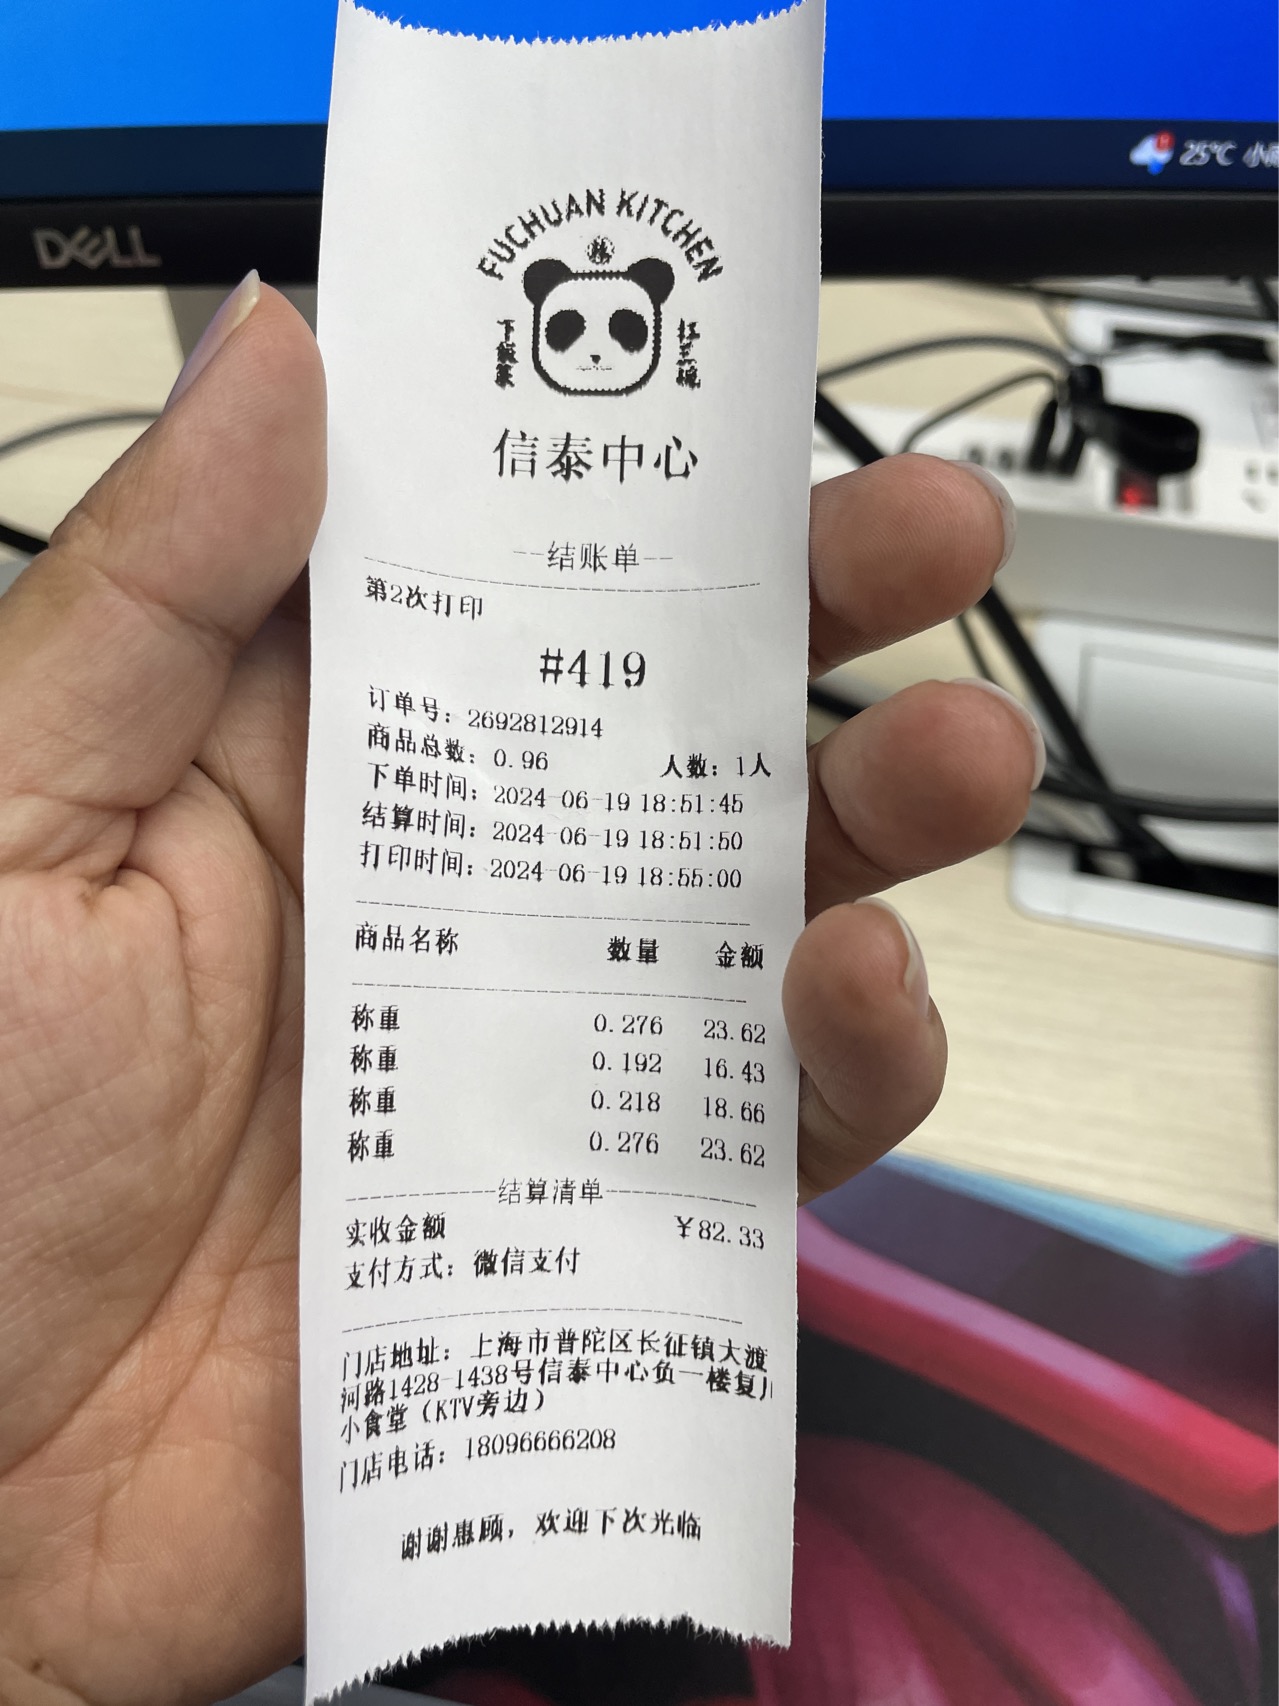 25℃ 小雨
DELL
FUCHUAN KITCHEN
下饭菜
扛三碗
信泰中心
--结账单--
第2次打印
#419
订单号：2692812914
商品总数：0.96 人数：1人
下单时间：2024-06-19 18:51:45
结算时间：2024-06-19 18:51:50
打印时间：2024-06-19 18:55:00
商品名称 数量 金额
称重 0.276 23.62
称重 0.192 16.43
称重 0.218 18.66
称重 0.276 23.62
结算清单
实收金额 ￥82.33
支付方式：微信支付
门店地址：上海市普陀区长征镇大渡
河路1428-1438号信泰中心负一楼复川
小食堂（KTV旁边）
门店电话：18096666208
谢谢惠顾，欢迎下次光临